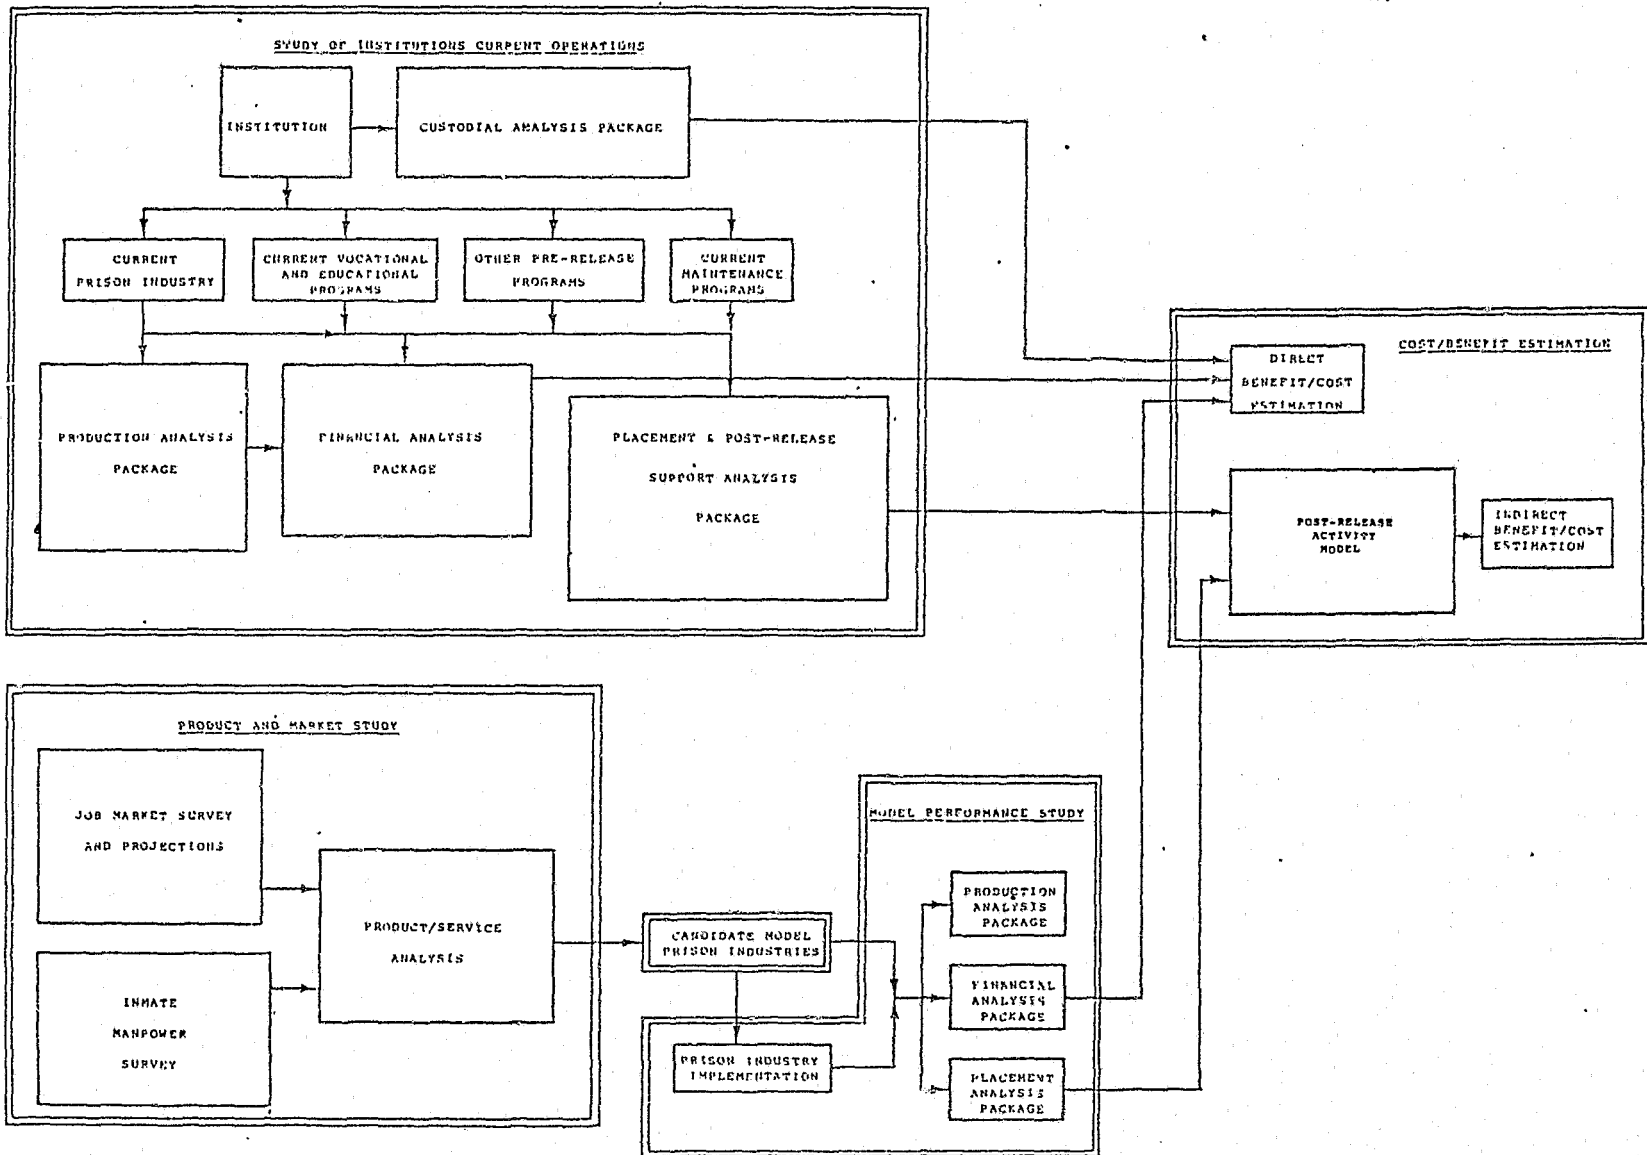 STUDY OF INSTITUTIONS CURRENT OPERATIONS
INSTITUTION
CUSTODIAL ANALYSIS PACKAGE
CURRENT
PRISON INDUSTRY
CURRENT VOCATIONAL
AND EDUCATIONAL
PROGRAMS
OTHER PRE-RELEASE
PROGRAMS
CURRENT
MAINTENANCE
PROGRAMS
PRODUCTION ANALYSIS
PACKAGE
FINANCIAL ANALYSIS
PACKAGE
PLACEMENT & POST-RELEASE
SUPPORT ANALYSIS
PACKAGE
COST/BENEFIT ESTIMATION
DIRECT
BENEFIT/COST
ESTIMATION
POST-RELEASE
ACTIVITY
MODEL
INDIRECT
BENEFIT/COST
ESTIMATION
PRODUCT AND MARKET STUDY
JOB MARKET SURVEY
AND PROJECTIONS
INMATE
MANPOWER
SURVEY
PRODUCT/SERVICE
ANALYSIS
CANDIDATE MODEL
PRISON INDUSTRIES
MODEL PERFORMANCE STUDY
PRISON INDUSTRY
IMPLEMENTATION
PRODUCTION
ANALYSIS
PACKAGE
FINANCIAL
ANALYSIS
PACKAGE
PLACEMENT
ANALYSIS
PACKAGE